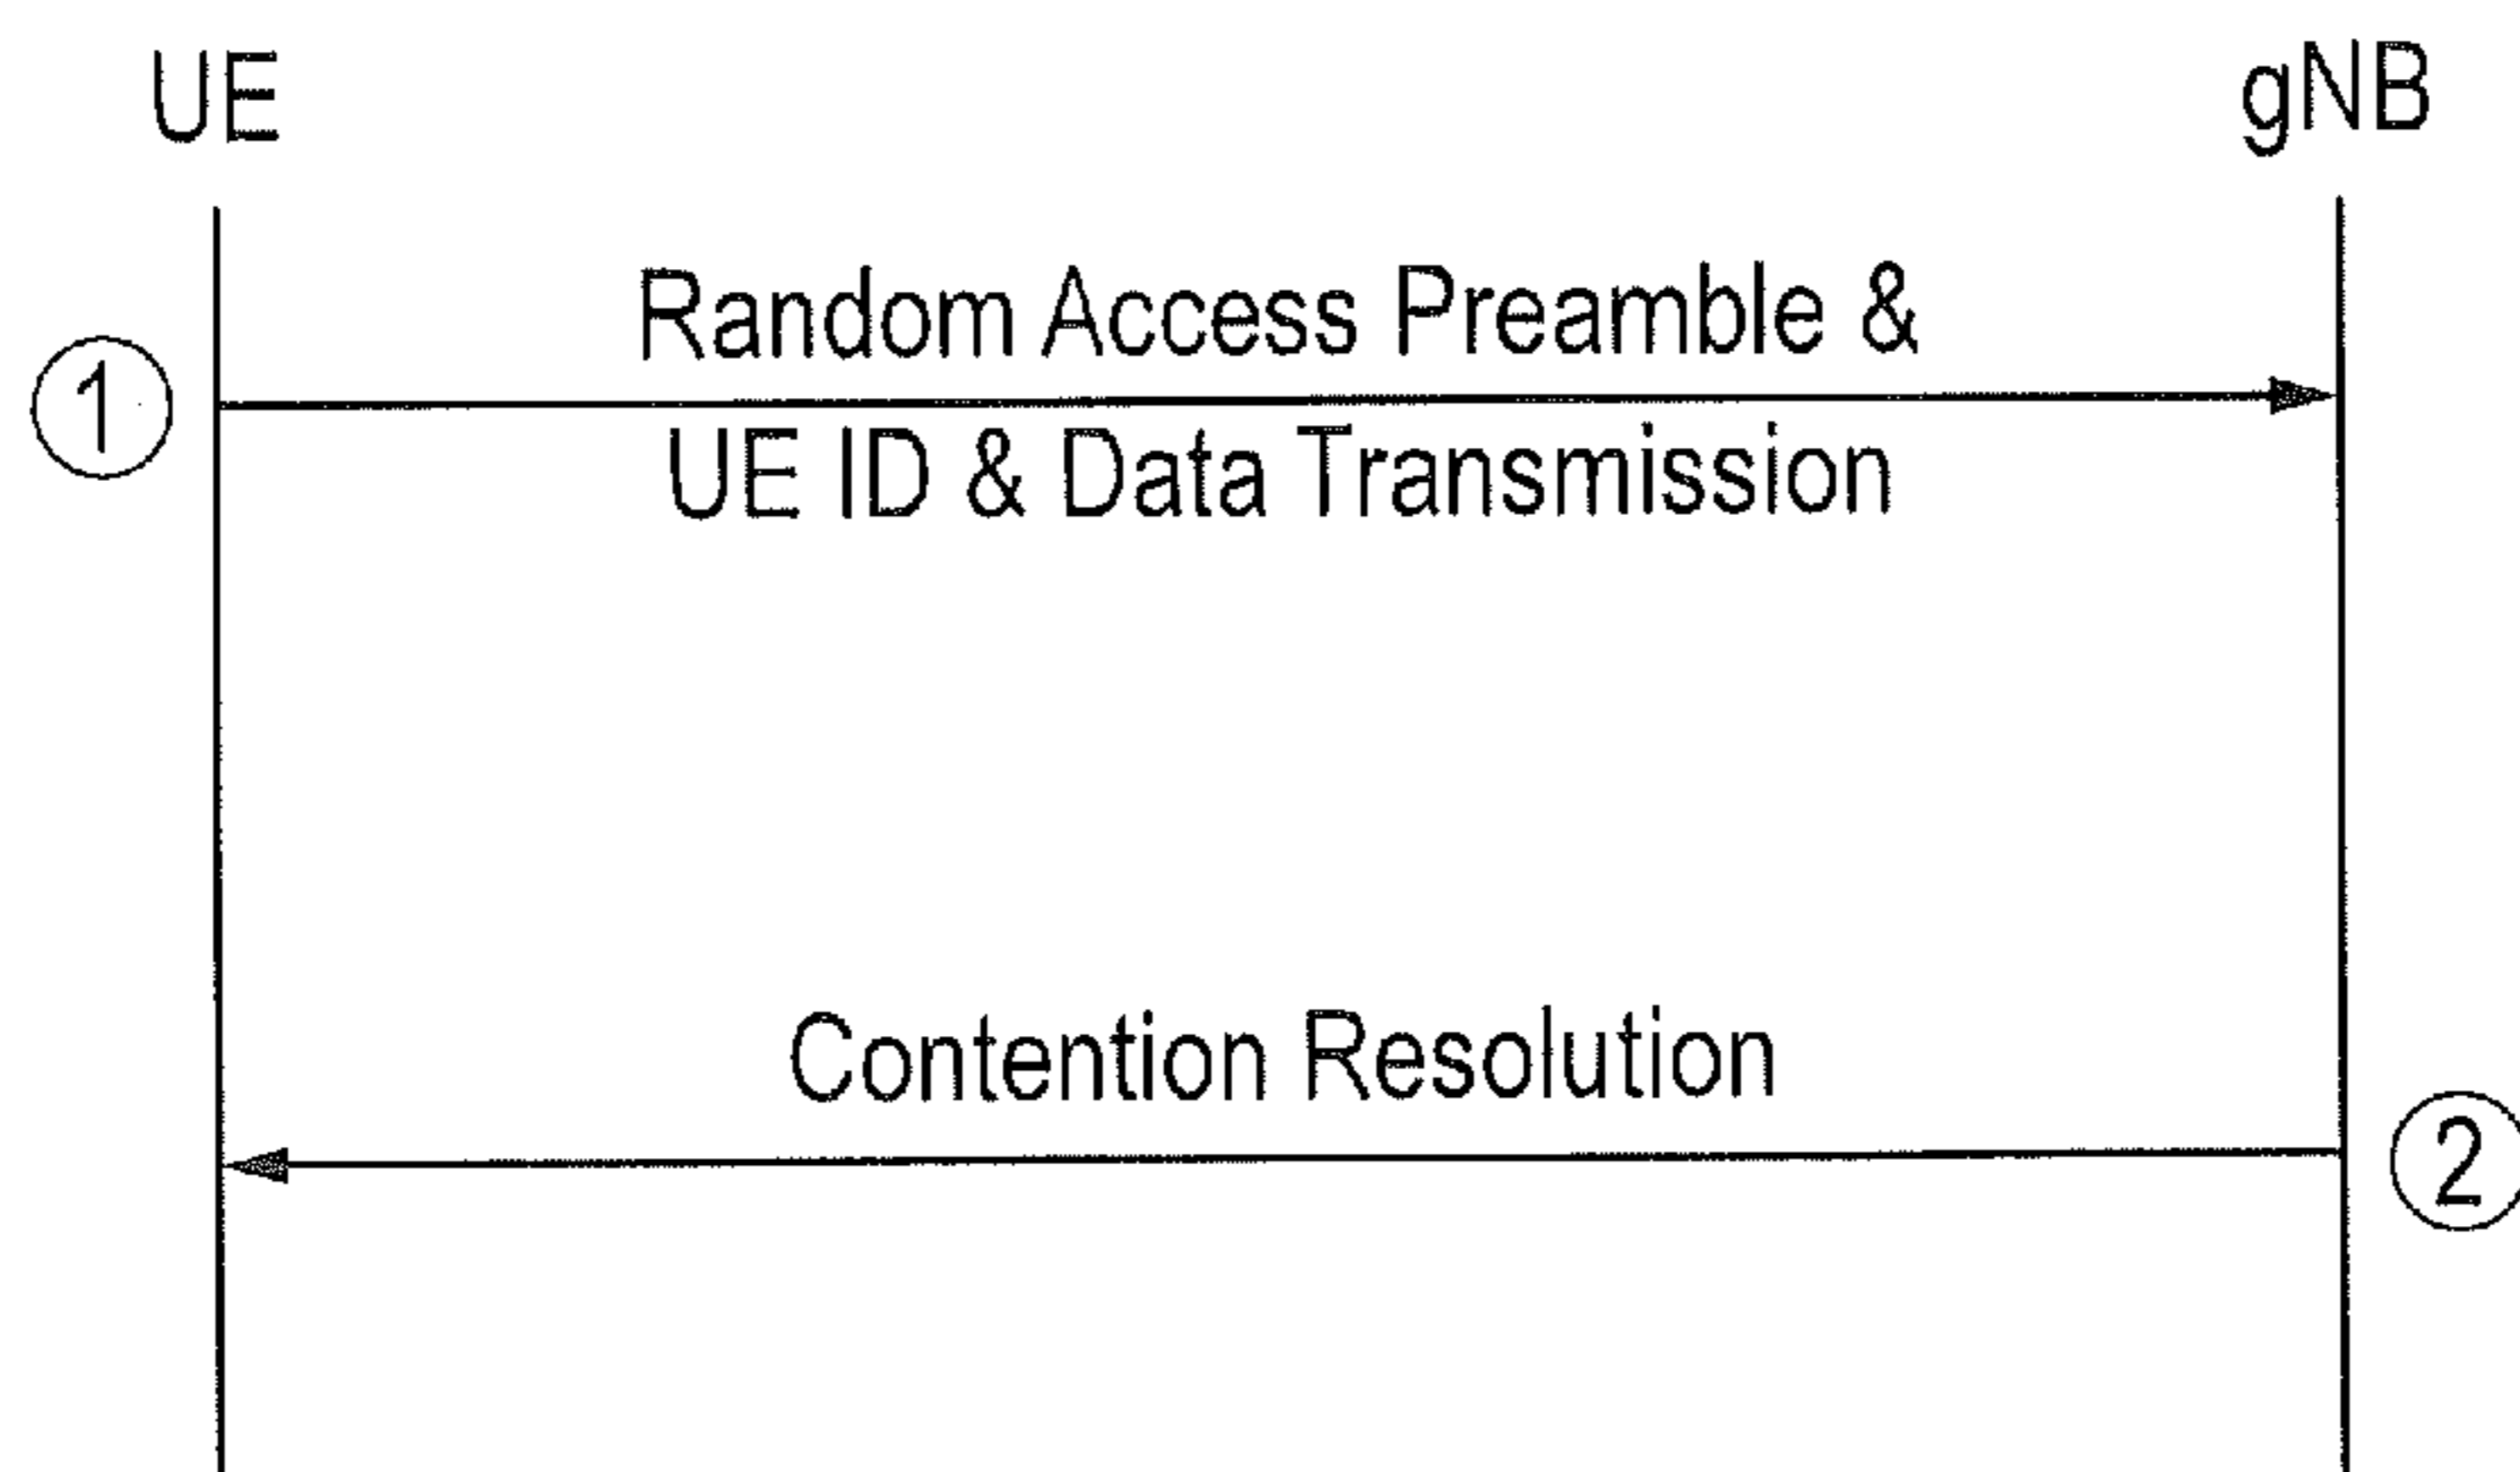 UE
gNB
Random Access Preamble &
1
UE ID & Data Transmission
Contention Resolution
2